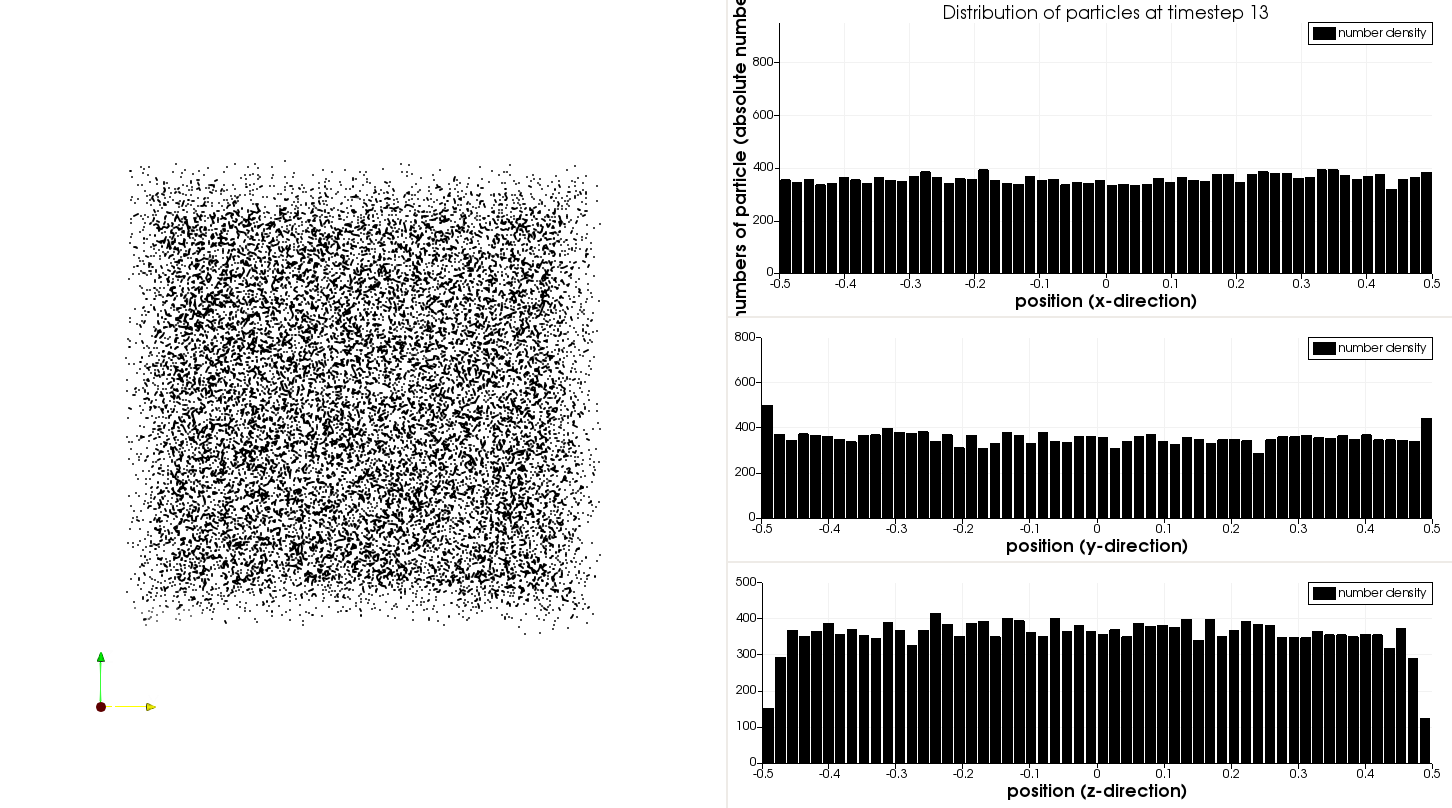 Distribution of particles at timestep 13
number density
numbers of particle (absolute numbe
800
600
400
200
0
-0.5 -0.4 -0.3 -0.2 -0.1 0 0.1 0.2 0.3 0.4 0.5
position (x-direction)
number density
800
600
400
200
0
-0.5 -0.4 -0.3 -0.2 -0.1 0 0.1 0.2 0.3 0.4 0.5
position (y-direction)
number density
500
400
300
200
100
0
-0.5 -0.4 -0.3 -0.2 -0.1 0 0.1 0.2 0.3 0.4 0.5
position (z-direction)